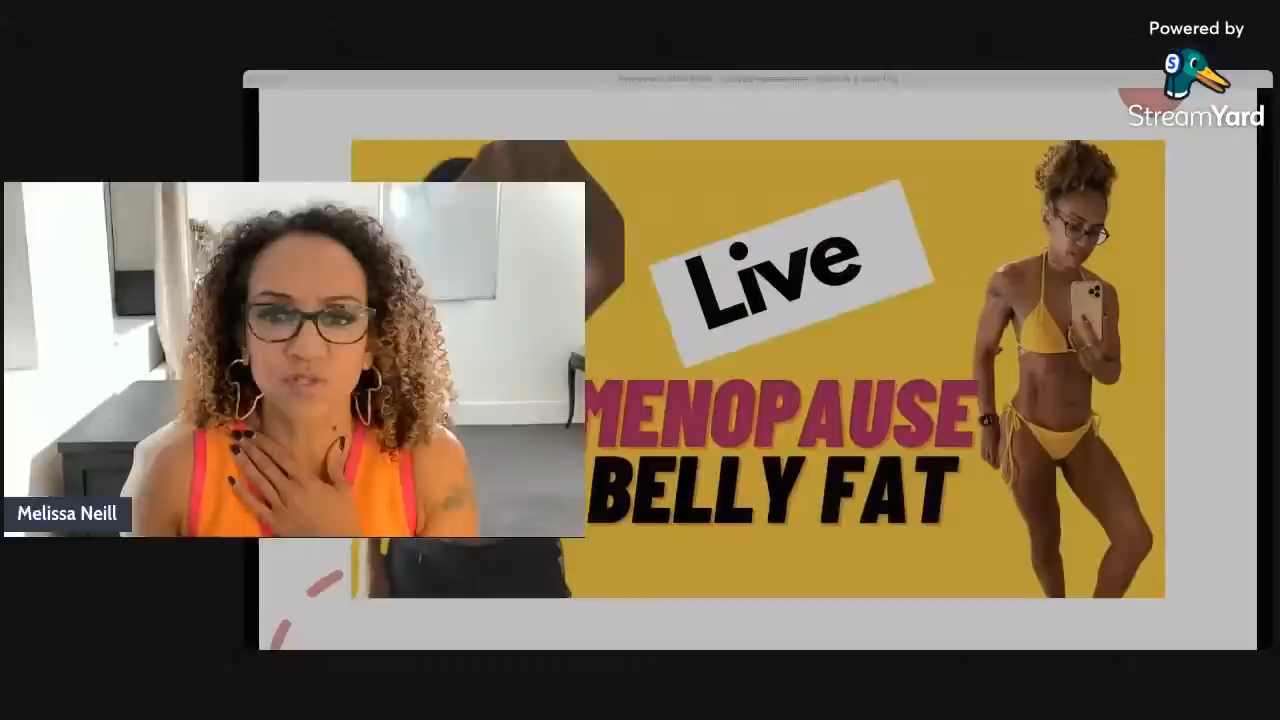 Powered by
StreamYard
Live
MENOPAUSE
BELLY FAT
Melissa Neill